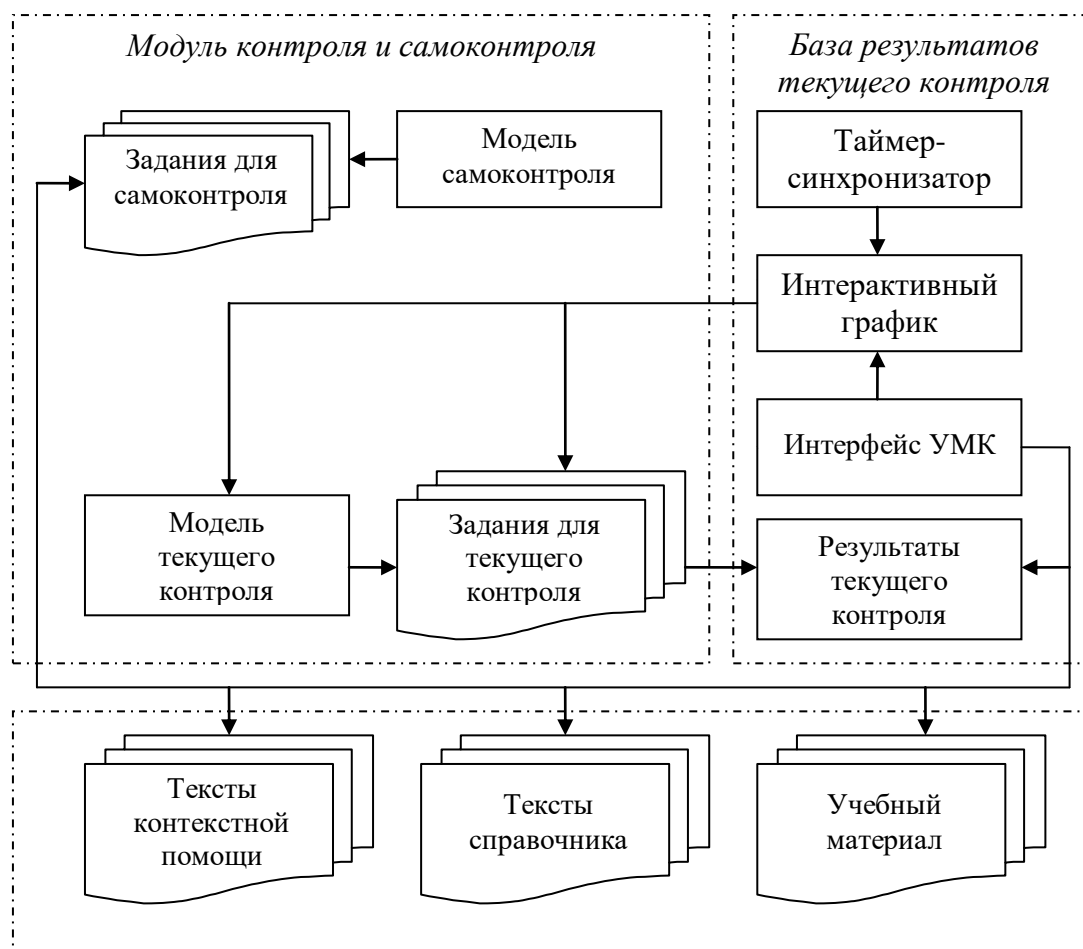 Модуль контроля и самоконтроля
База результатов
текущего контроля
Задания для
самоконтроля
Модель
самоконтроля
Таймер-
синхронизатор
Интерактивный
график
Интерфейс УМК
Модель
текущего
контроля
Задания для
текущего
контроля
Результаты
текущего
контроля
Тексты
контекстной
помощи
Тексты
справочника
Учебный
материал